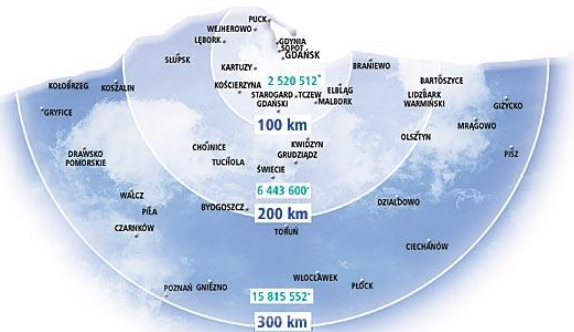 PUCK
WEJHEROWO
LĘBORK
GDYNIA
SOPOT
GDAŃSK
SŁUPSK
KARTUZY
BRANIEWO
2 520 512*
KOŁOBRZEG
KOSZALIN
KOŚCIERZYNA
STAROGARD
GDAŃSKI
TCZEW
ELBLĄG
MALBORK
BARTOSZYCE
LIDZBARK
WARMIŃSKI
GIŻYCKO
GRYFICE
100 km
MRĄGOWO
OLSZTYN
CHOJNICE
KWIDZYN
GRUDZIĄDZ
TUCHOLA
DRAWSKO
POMORSKIE
PISZ
ŚWIECIE
6 443 600*
WAŁCZ
PIŁA
BYDGOSZCZ
200 km
DZIAŁDOWO
CZARNKÓW
TORUŃ
CIECHANÓW
WŁOCŁAWEK
POZNAŃ
GNIEZNO
PŁOCK
15 815 552*
300 km